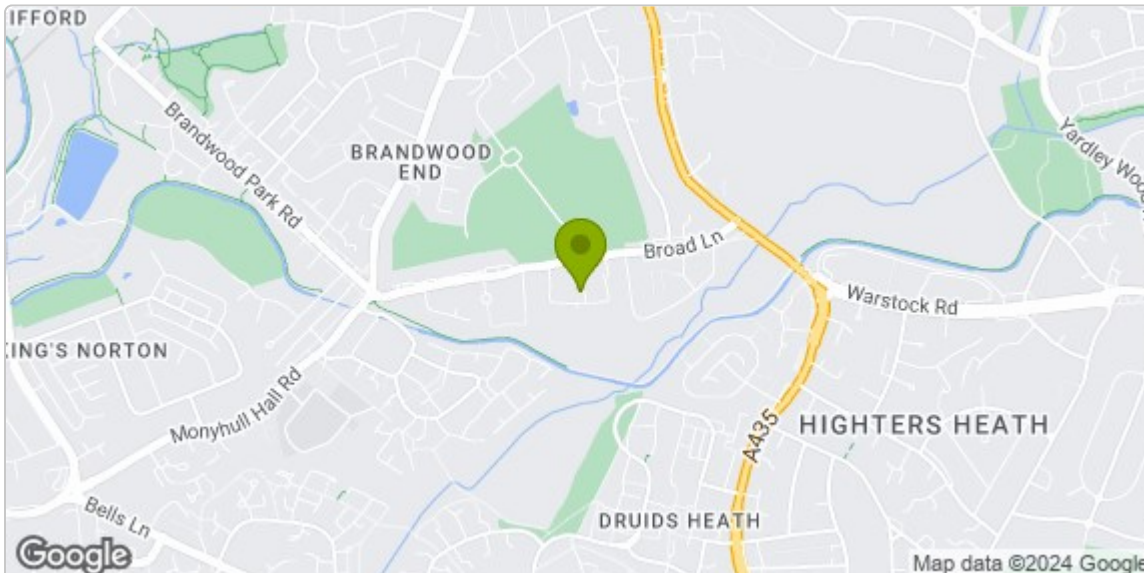 IFFORD
Brandwood Park Rd
BRANDWOOD
END
Yardley Woo
Broad Ln
Warstock Rd
ING'S NORTON
Monyhull Hall Rd
A435
HIGHTERS HEATH
Bells Ln
DRUIDS HEATH
Google
Map data ©2024 Google